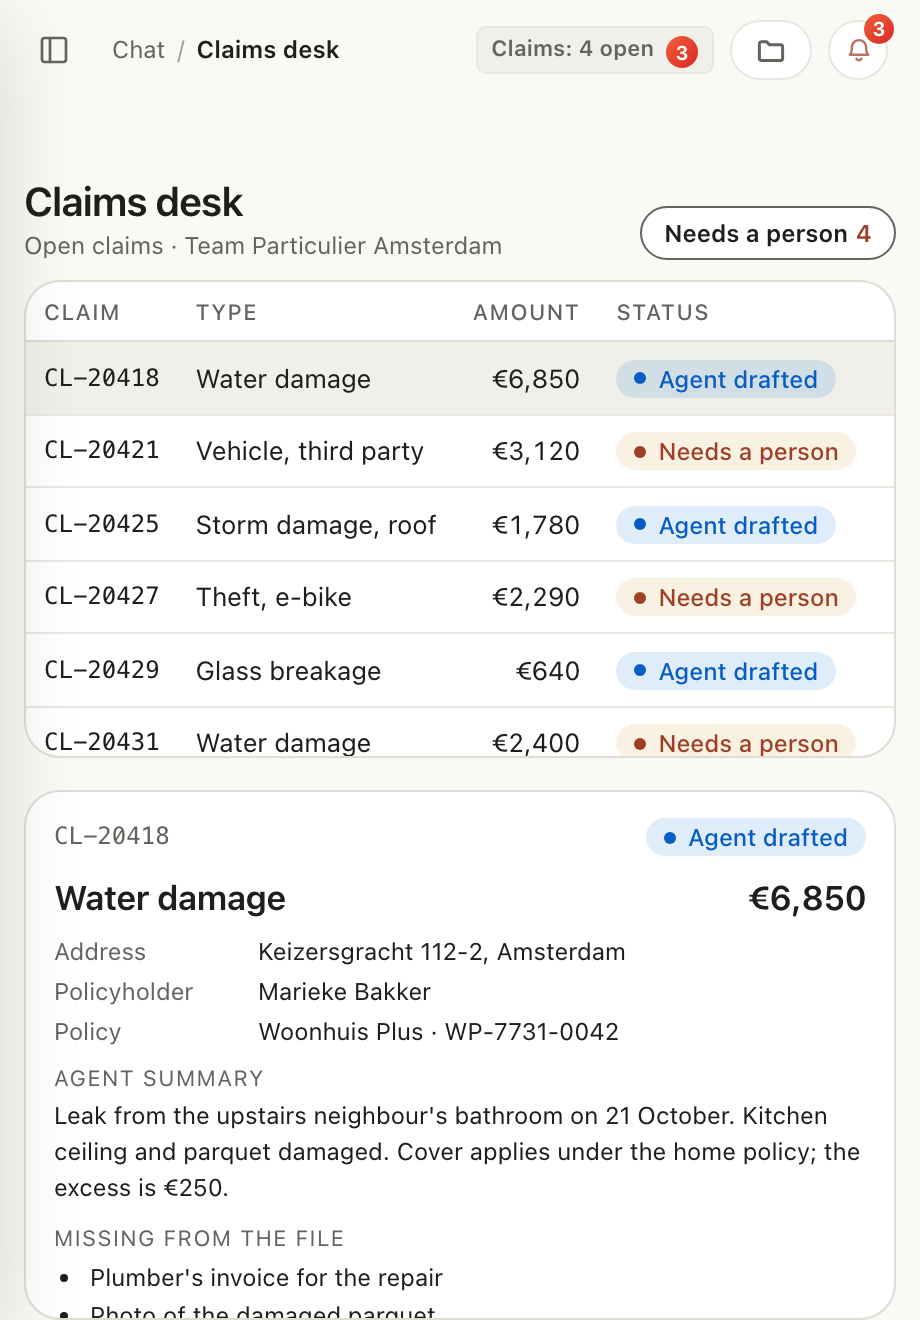 Chat / Claims desk
Claims: 4 open 3
3
Claims desk
Open claims · Team Particulier Amsterdam
Needs a person 4
CLAIM TYPE AMOUNT STATUS
CL–20418 Water damage €6,850 Agent drafted
CL–20421 Vehicle, third party €3,120 Needs a person
CL–20425 Storm damage, roof €1,780 Agent drafted
CL–20427 Theft, e-bike €2,290 Needs a person
CL–20429 Glass breakage €640 Agent drafted
CL–20431 Water damage €2,400 Needs a person
CL–20418 Agent drafted
Water damage €6,850
Address Keizersgracht 112-2, Amsterdam
Policyholder Marieke Bakker
Policy Woonhuis Plus · WP-7731-0042
AGENT SUMMARY
Leak from the upstairs neighbour's bathroom on 21 October. Kitchen
ceiling and parquet damaged. Cover applies under the home policy; the
excess is €250.
MISSING FROM THE FILE
• Plumber's invoice for the repair
• Photo of the damaged parquet